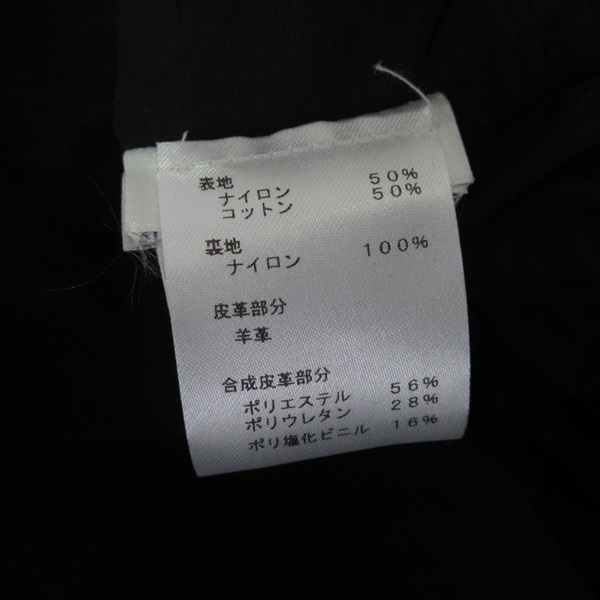 表地
ナイロン 50%
コットン 50%
裏地
ナイロン 100%
皮革部分
羊革
合成皮革部分
ポリエステル 56%
ポリウレタン 28%
ポリ塩化ビニル 16%